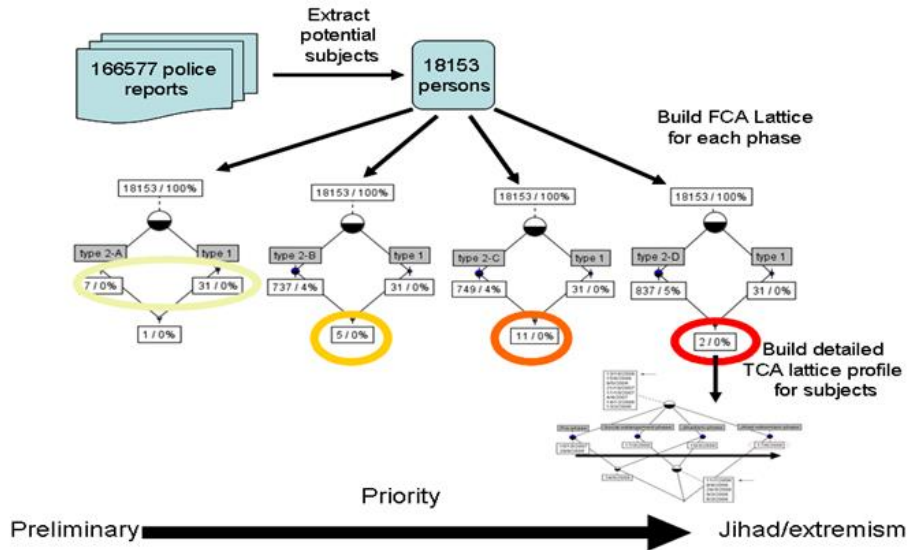 Extract
potential
subjects
166577 police
reports
18153
persons
Build FCA Lattice
for each phase
18153 / 100%
18153 / 100%
18153 / 100%
18153 / 100%
type 2-A
type 1
type 2-B
type 1
type 2-C
type 1
type 2-D
type 1
7 / 0%
31 / 0%
737 / 4%
31 / 0%
749 / 4%
31 / 0%
837 / 5%
31 / 0%
1 / 0%
5 / 0%
11 / 0%
2 / 0%
Build detailed
TCA lattice profile
for subjects
Priority
Preliminary
Jihad/extremism